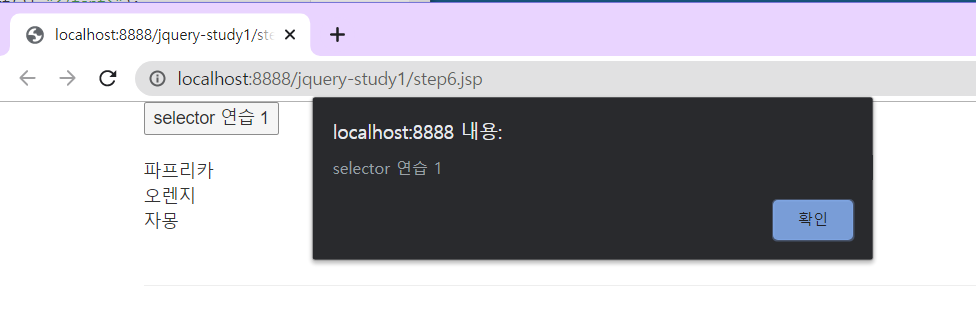 localhost:8888/jquery-study1/ste
localhost:8888/jquery-study1/step6.jsp
selector 연습 1
localhost:8888 내용:
selector 연습 1
확인
파프리카
오렌지
자몽